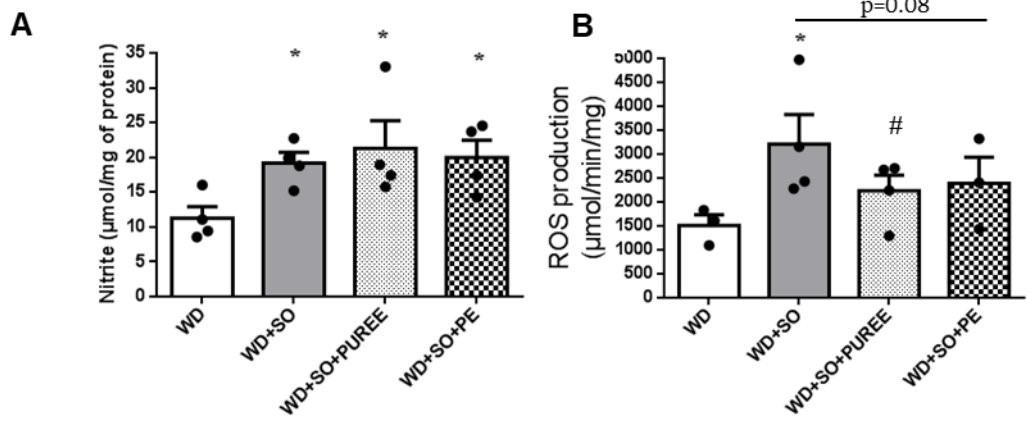 A
Nitrite (µmol/mg of protein)
35
30
25
20
15
10
5
0
*
*
*
WD
WD+SO
WD+SO+PUREE
WD+SO+PE
B
p=0.08
ROS production
(µmol/min/mg)
5000
4500
4000
3500
3000
2500
2000
1500
1000
500
0
*
#
WD
WD+SO
WD+SO+PUREE
WD+SO+PE